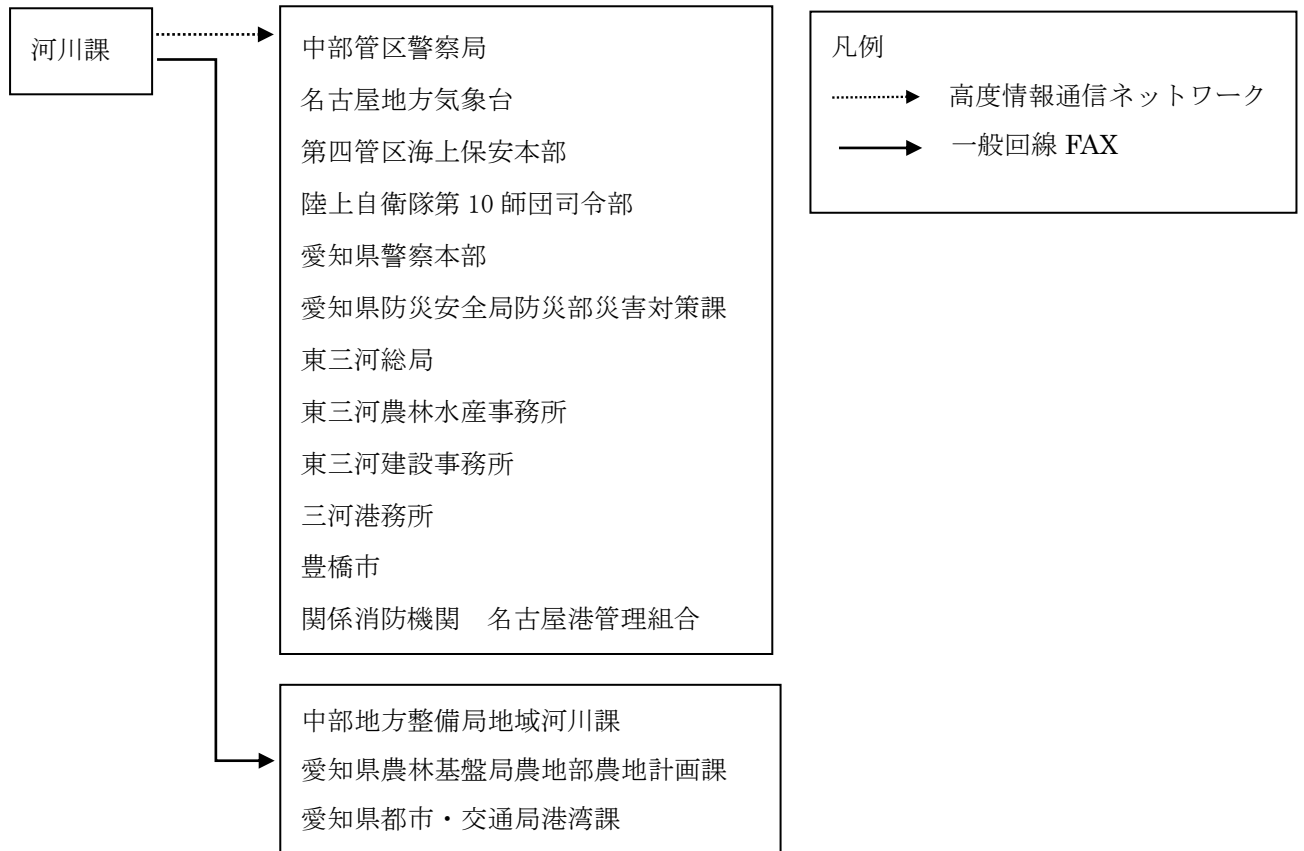 河川課
中部管区警察局
名古屋地方気象台
第四管区海上保安本部
陸上自衛隊第 10 師団司令部
愛知県警察本部
愛知県防災安全局防災部災害対策課
東三河総局
東三河農林水産事務所
東三河建設事務所
三河港務所
豊橋市
関係消防機関　名古屋港管理組合
中部地方整備局地域河川課
愛知県農林基盤局農地部農地計画課
愛知県都市・交通局港湾課
凡例
高度情報通信ネットワーク
一般回線 FAX